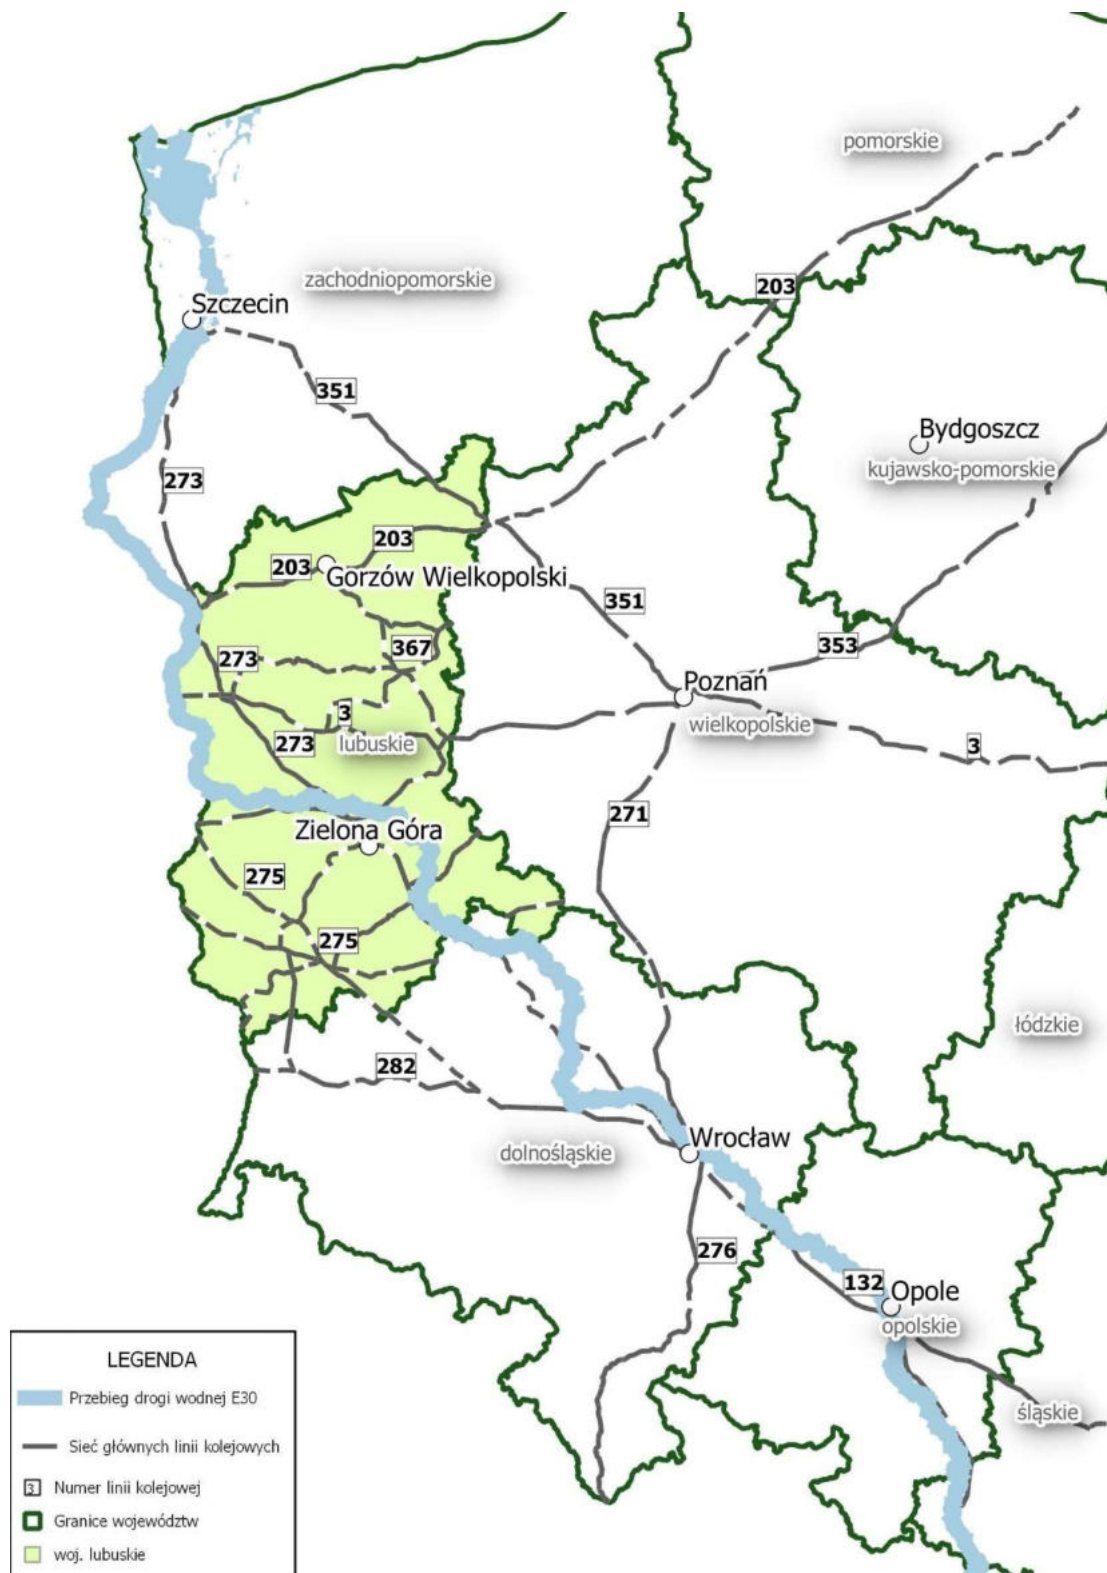 pomorskie
203
zachodniopomorskie
Szczecin
351
Bydgoszcz
kujawsko-pomorskie
273
203
203
Gorzów Wielkopolski
351
367
353
273
Poznań
3
wielkopolskie
273
lubuskie
3
271
Zielona Góra
275
275
łódzkie
282
Wrocław
dolnośląskie
276
132
Opole
opolskie
śląskie
LEGENDA
Przebieg drogi wodnej E30
Sieć głównych linii kolejowych
3 Numer linii kolejowej
Granice województw
woj. lubuskie